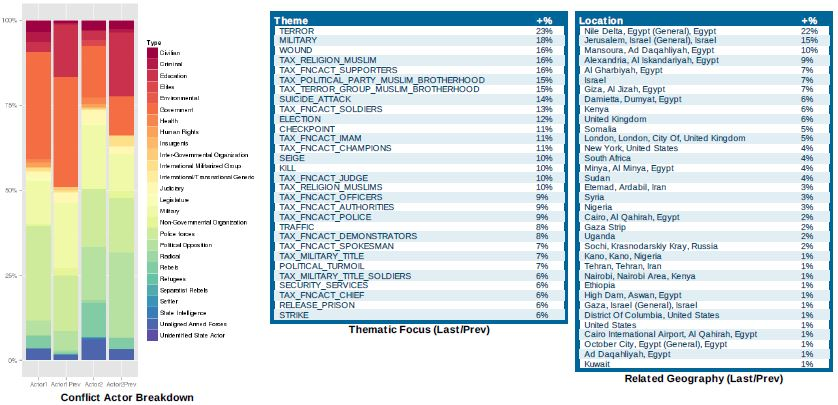 100%
75%
50%
25%
0%
Actor1
Actor1Prev
Actor2
Actor2Prev
Conflict Actor Breakdown
Type
Civilian
Criminal
Education
Elites
Environmental
Government
Health
Human Rights
Insurgents
Inter-Governmental Organization
International Militarized Group
International/Transnational Generic
Judiciary
Legislature
Military
Non-Governmental Organization
Police forces
Political Opposition
Radical
Rebels
Refugees
Separatist Rebels
Settler
State Intelligence
Unaligned Armed Forces
Unidentified State Actor
Theme +%
TERROR 23%
MILITARY 18%
WOUND 16%
TAX_RELIGION_MUSLIM 16%
TAX_FNCACT_SUPPORTERS 16%
TAX_POLITICAL_PARTY_MUSLIM_BROTHERHOOD 15%
TAX_TERROR_GROUP_MUSLIM_BROTHERHOOD 15%
SUICIDE_ATTACK 14%
TAX_FNCACT_SOLDIERS 13%
ELECTION 12%
CHECKPOINT 11%
TAX_FNCACT_IMAM 11%
TAX_FNCACT_CHAMPIONS 11%
SEIGE 10%
KILL 10%
TAX_FNCACT_JUDGE 10%
TAX_RELIGION_MUSLIMS 10%
TAX_FNCACT_OFFICERS 9%
TAX_FNCACT_AUTHORITIES 9%
TAX_FNCACT_POLICE 9%
TRAFFIC 8%
TAX_FNCACT_DEMONSTRATORS 8%
TAX_FNCACT_SPOKESMAN 7%
TAX_MILITARY_TITLE 7%
POLITICAL_TURMOIL 7%
TAX_MILITARY_TITLE_SOLDIERS 6%
SECURITY_SERVICES 6%
TAX_FNCACT_CHIEF 6%
RELEASE_PRISON 6%
STRIKE 6%
Thematic Focus (Last/Prev)
Location +%
Nile Delta, Egypt (General), Egypt 22%
Jerusalem, Israel (General), Israel 15%
Mansoura, Ad Daqahliyah, Egypt 10%
Alexandria, Al Iskandariyah, Egypt 9%
Al Gharbiyah, Egypt 7%
Israel 7%
Giza, Al Jizah, Egypt 7%
Damietta, Dumyat, Egypt 6%
Kenya 6%
United Kingdom 5%
Somalia 5%
London, London, City Of, United Kingdom 5%
New York, United States 4%
South Africa 4%
Minya, Al Minya, Egypt 4%
Sudan 4%
Etemad, Ardabil, Iran 3%
Syria 3%
Nigeria 3%
Cairo, Al Qahirah, Egypt 2%
Gaza Strip 2%
Uganda 2%
Sochi, Krasnodarskiy Kray, Russia 2%
Kano, Kano, Nigeria 1%
Tehran, Tehran, Iran 1%
Nairobi, Nairobi Area, Kenya 1%
Ethiopia 1%
High Dam, Aswan, Egypt 1%
Gaza, Israel (General), Israel 1%
District Of Columbia, United States 1%
United States 1%
Cairo International Airport, Al Qahirah, Egypt 1%
October City, Egypt (General), Egypt 1%
Ad Daqahliyah, Egypt 1%
Kuwait 1%
Related Geography (Last/Prev)